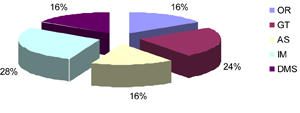 16%
16%
28%
24%
16%
OR
GT
AS
IM
DMS